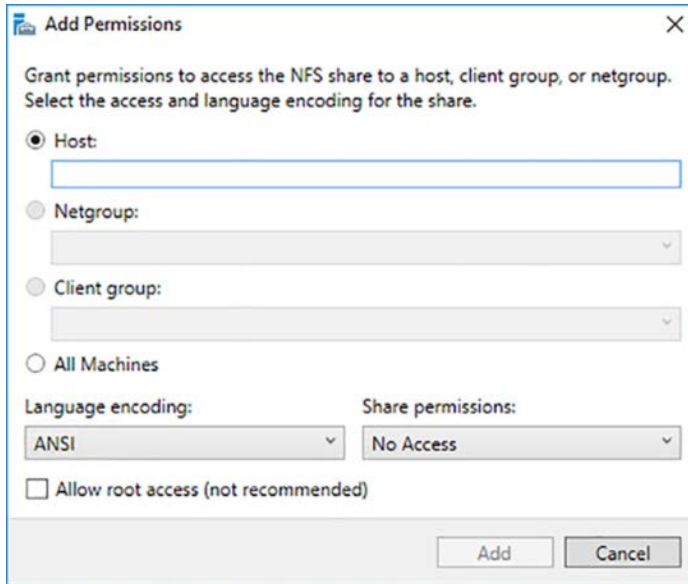 Add Permissions
Grant permissions to access the NFS share to a host, client group, or netgroup.
Select the access and language encoding for the share.
Host:
Netgroup:
Client group:
All Machines
Language encoding: Share permissions:
ANSI No Access
Allow root access (not recommended)
Add Cancel